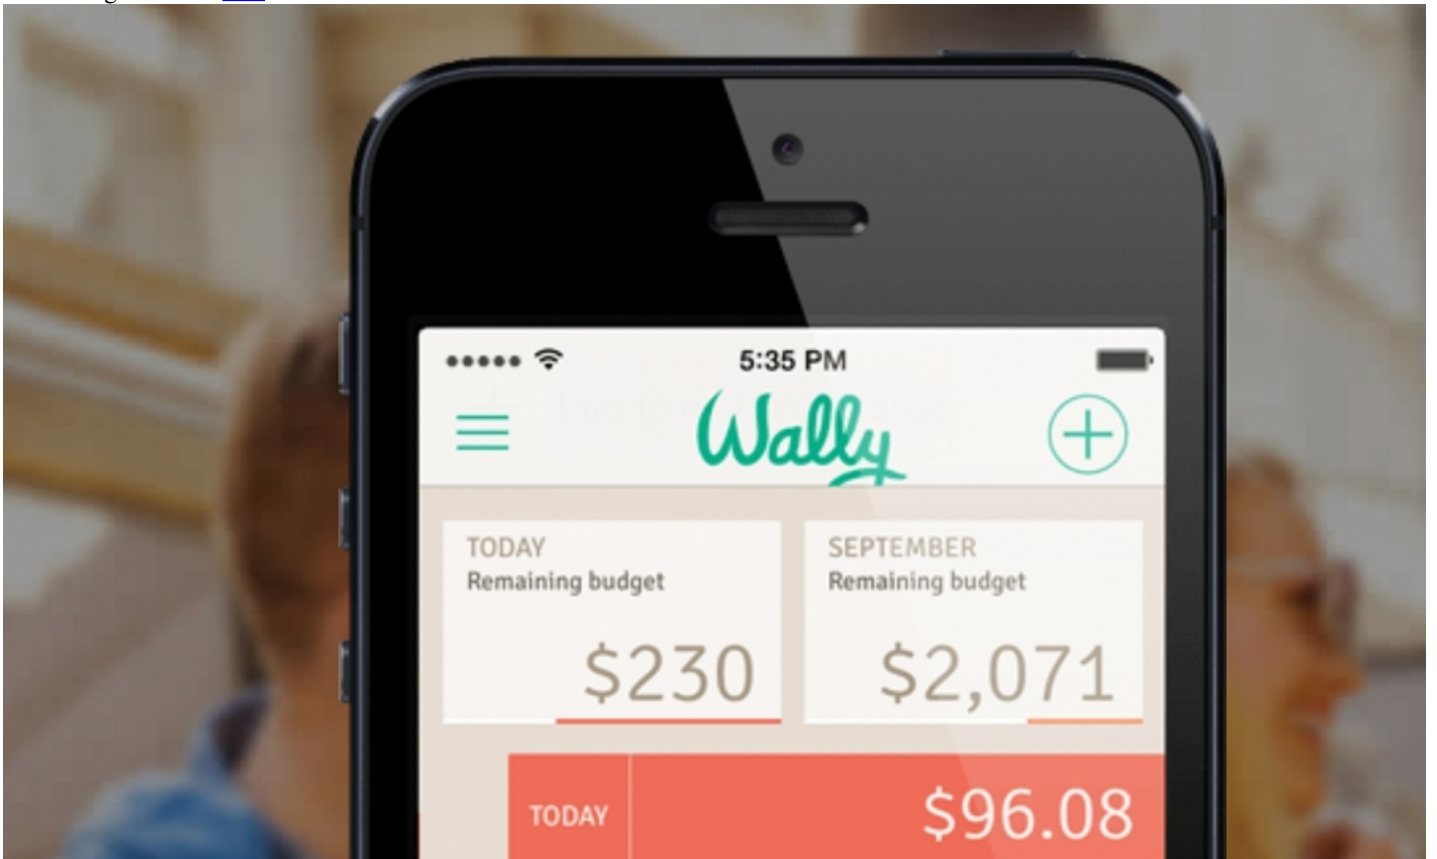 5:35 PM
Wally
TODAY
Remaining budget
$230
SEPTEMBER
Remaining budget
$2,071
TODAY
$96.08